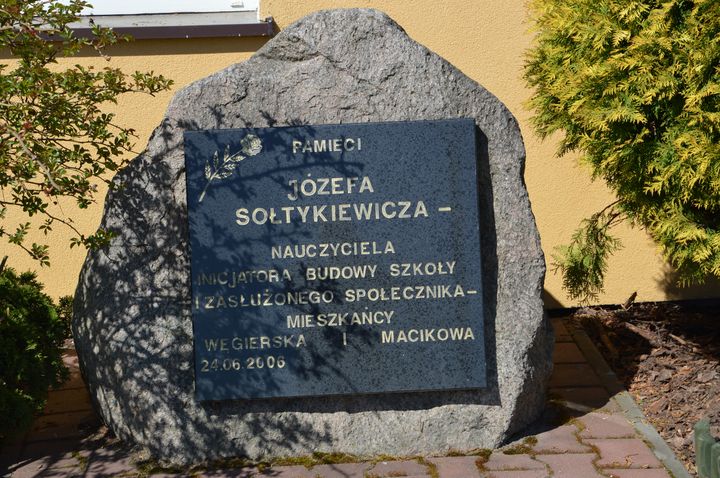 PAMIĘCI
JÓZEFA
SOŁTYKIEWICZA –
NAUCZYCIELA
INICJATORA BUDOWY SZKOŁY
I ZASŁUŻONEGO SPOŁECZNIKA–
MIESZKAŃCY
WĘGIERSKA I MACIKOWA
24.06.2006